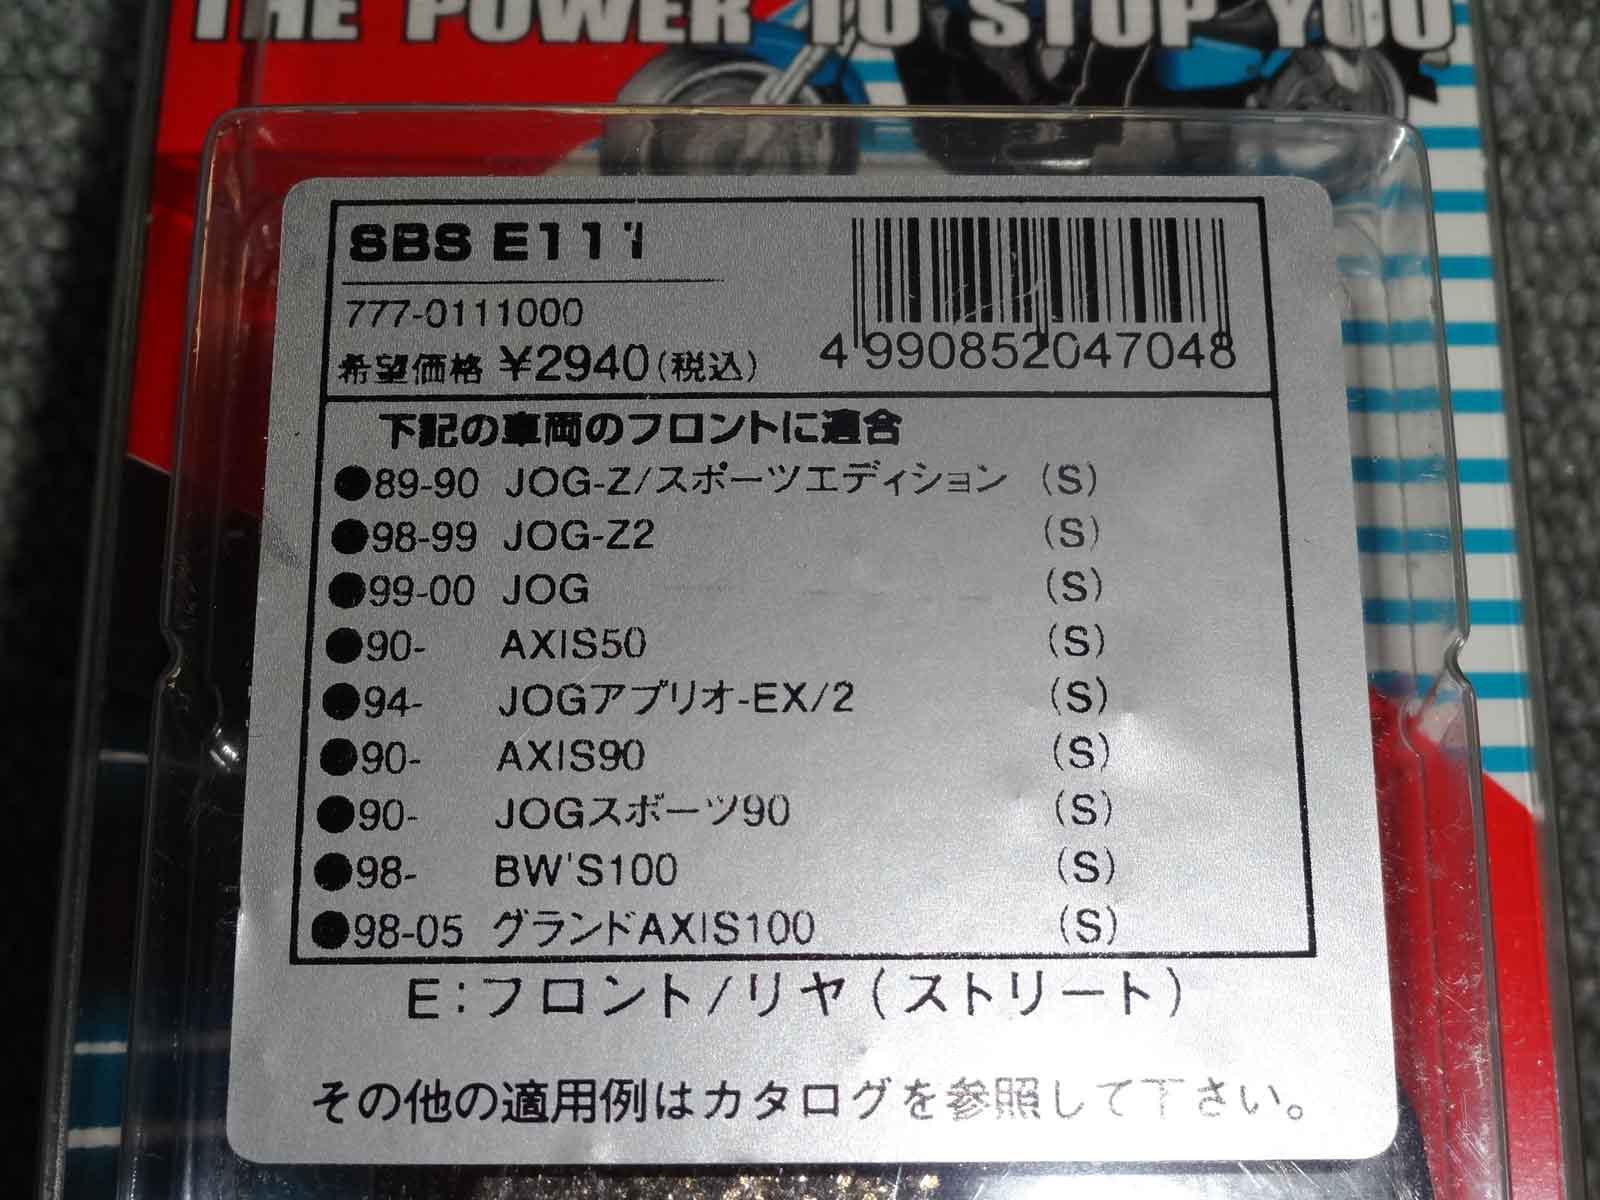 THE POWER TO STOP YOU
SBS E111
777-0111000
希望価格 ¥2940(税込)
4 990852 047048
下記の車両のフロントに適合
●89-90 JOG-Z/スポーツエディション (S)
●98-99 JOG-Z2 (S)
●99-00 JOG (S)
●90- AXIS50 (S)
●94- JOGアプリオ-EX/2 (S)
●90- AXIS90 (S)
●90- JOGスポーツ90 (S)
●98- BW'S100 (S)
●98-05 グランドAXIS100 (S)
E:フロント/リヤ(ストリート)
その他の適用例はカタログを参照して下さい。